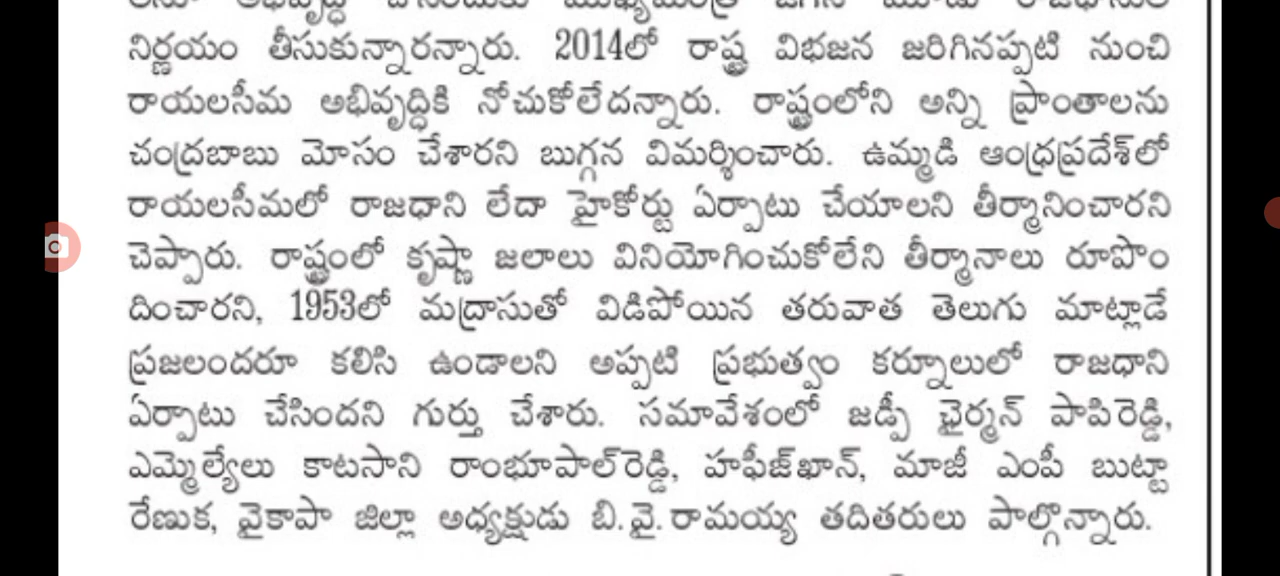 నిర్ణయం తీసుకున్నారన్నారు. 2014లో రాష్ట్ర విభజన జరిగినప్పటి నుంచి
రాయలసీమ అభివృద్ధికి నోచుకోలేదన్నారు. రాష్ట్రంలోని అన్ని ప్రాంతాలను
చంద్రబాబు మోసం చేశారని బుగ్గన విమర్శించారు. ఉమ్మడి ఆంధ్రప్రదేశ్‌లో
రాయలసీమలో రాజధాని లేదా హైకోర్టు ఏర్పాటు చేయాలని తీర్మానించారని
చెప్పారు. రాష్ట్రంలో కృష్ణా జలాలు వినియోగించుకోలేని తీర్మానాలు రూపొం
దించారని, 1953లో మద్రాసుతో విడిపోయిన తరువాత తెలుగు మాట్లాడే
ప్రజలందరూ కలిసి ఉండాలని అప్పటి ప్రభుత్వం కర్నూలులో రాజధాని
ఏర్పాటు చేసిందని గుర్తు చేశారు. సమావేశంలో జడ్పీ ఛైర్మన్ పాపిరెడ్డి,
ఎమ్మెల్యేలు కాటసాని రాంభూపాల్‌రెడ్డి, హఫీజ్‌ఖాన్, మాజీ ఎంపీ బుట్టా
రేణుక, వైకాపా జిల్లా అధ్యక్షుడు బి.వై.రామయ్య తదితరులు పాల్గొన్నారు.